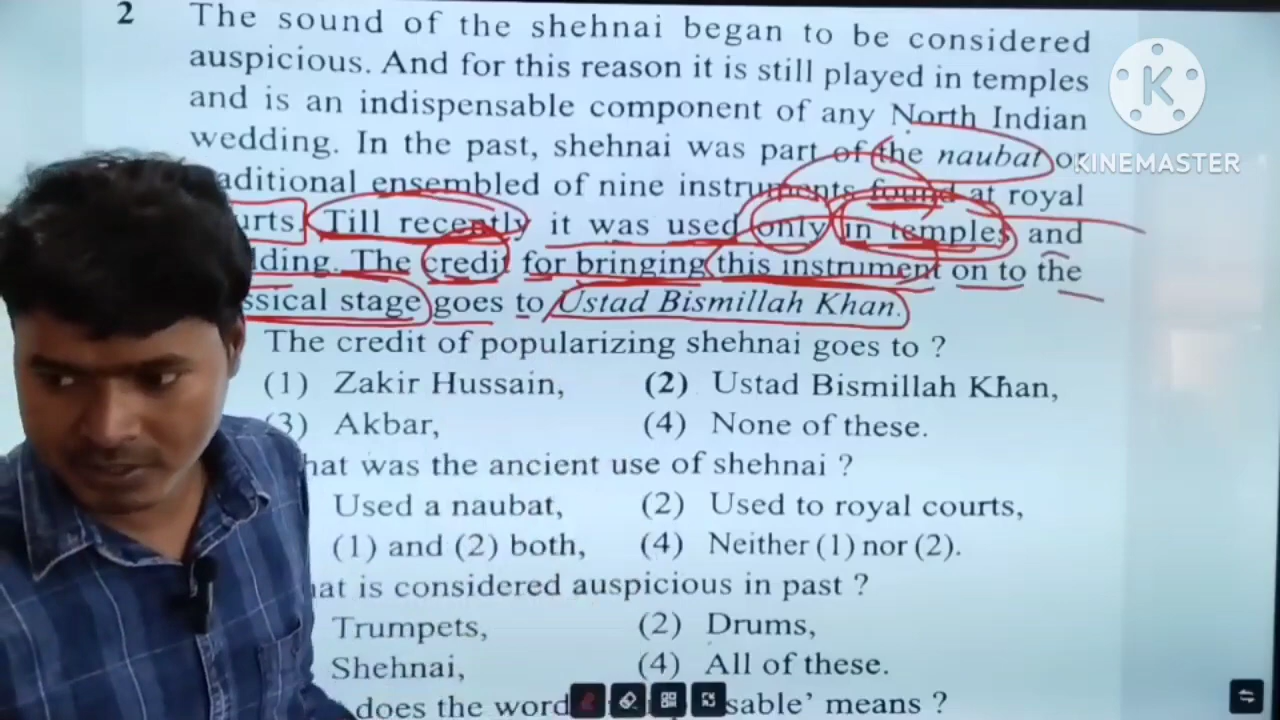 2 The sound of the shehnai began to be considered
auspicious. And for this reason it is still played in temples
and is an indispensable component of any North Indian
wedding. In the past, shehnai was part of the naubat or
aditional ensembled of nine instruments found at royal
urts. Till recently it was used only in temples and
dding. The credit for bringing this instrument on to the
ssical stage goes to Ustad Bismillah Khan.
The credit of popularizing shehnai goes to ?
(1) Zakir Hussain, (2) Ustad Bismillah Khan,
3) Akbar, (4) None of these.
hat was the ancient use of shehnai ?
Used a naubat, (2) Used to royal courts,
(1) and (2) both, (4) Neither (1) nor (2).
at is considered auspicious in past ?
Trumpets, (2) Drums,
Shehnai, (4) All of these.
does the word sable' means ?
K
KINEMASTER